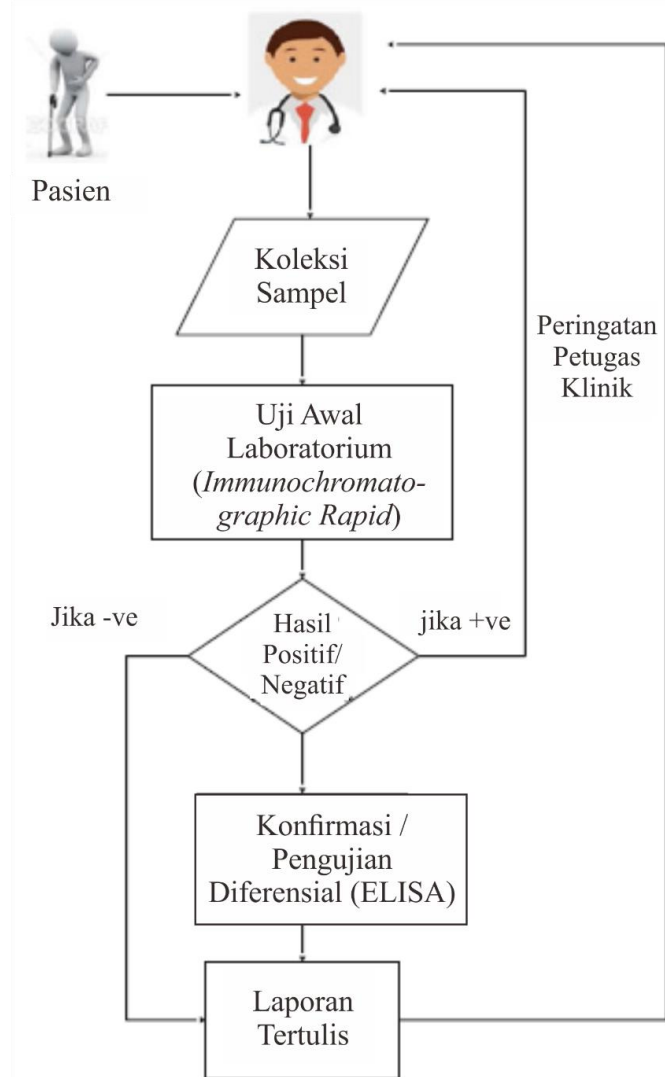 Pasien
Koleksi
Sampel
Peringatan
Petugas
Klinik
Uji Awal
Laboratorium
(Immunochromato-
graphic Rapid)
Jika -ve
Hasil
Positif/
Negatif
jika +ve
Konfirmasi /
Pengujian
Diferensial (ELISA)
Laporan
Tertulis